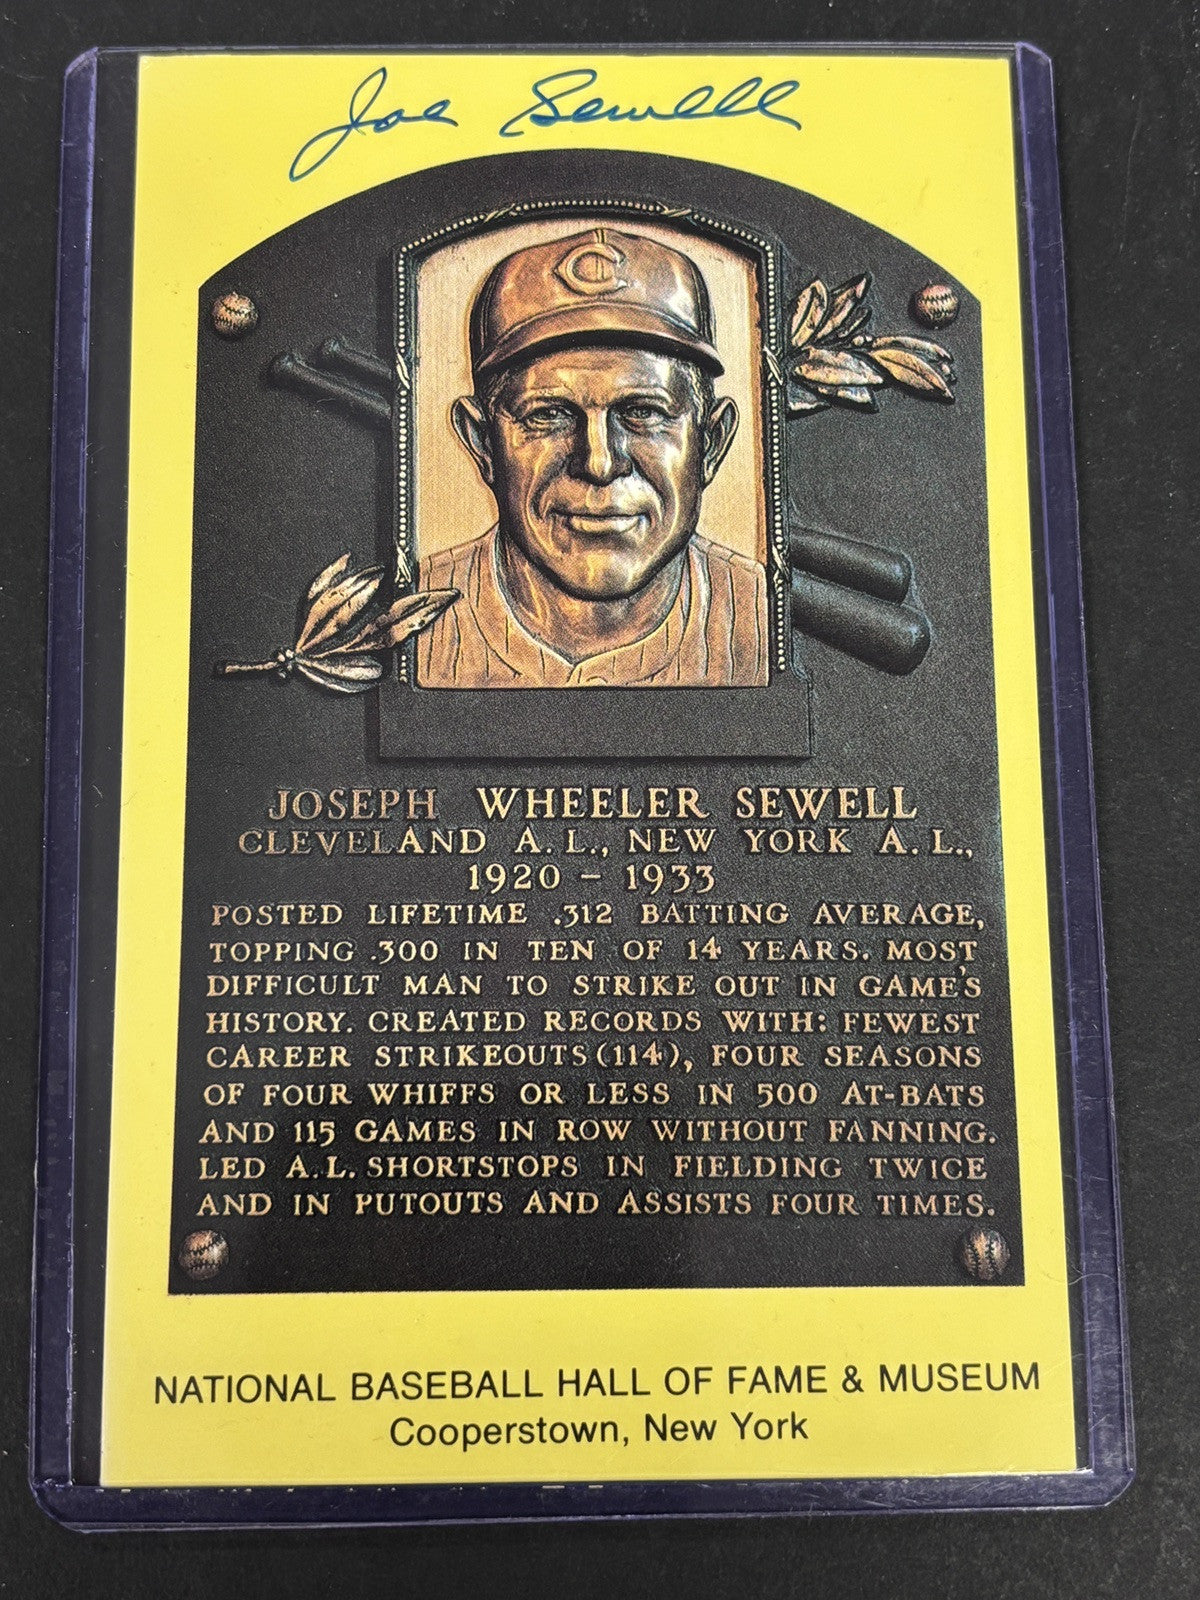 Joe Sewell
C
JOSEPH WHEELER SEWELL
CLEVELAND A.L., NEW YORK A.L.,
1920 – 1933
POSTED LIFETIME .312 BATTING AVERAGE,
TOPPING .300 IN TEN OF 14 YEARS. MOST
DIFFICULT MAN TO STRIKE OUT IN GAME'S
HISTORY. CREATED RECORDS WITH: FEWEST
CAREER STRIKEOUTS (114), FOUR SEASONS
OF FOUR WHIFFS OR LESS IN 500 AT-BATS
AND 115 GAMES IN ROW WITHOUT FANNING.
LED A.L. SHORTSTOPS IN FIELDING TWICE
AND IN PUTOUTS AND ASSISTS FOUR TIMES.
NATIONAL BASEBALL HALL OF FAME & MUSEUM
Cooperstown, New York